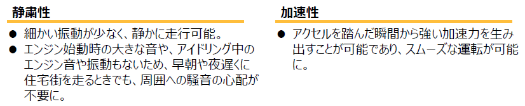 静粛性
● 細かい振動が少なく、静かに走行可能。
● エンジン始動時の大きな音や、アイドリング中の
エンジン音や振動もないため、早朝や夜遅くに
住宅街を走るときでも、周囲への騒音の心配が
不要に。
加速性
● アクセルを踏んだ瞬間から強い加速力を生み
出すことが可能であり、スムーズな運転が可能
に。